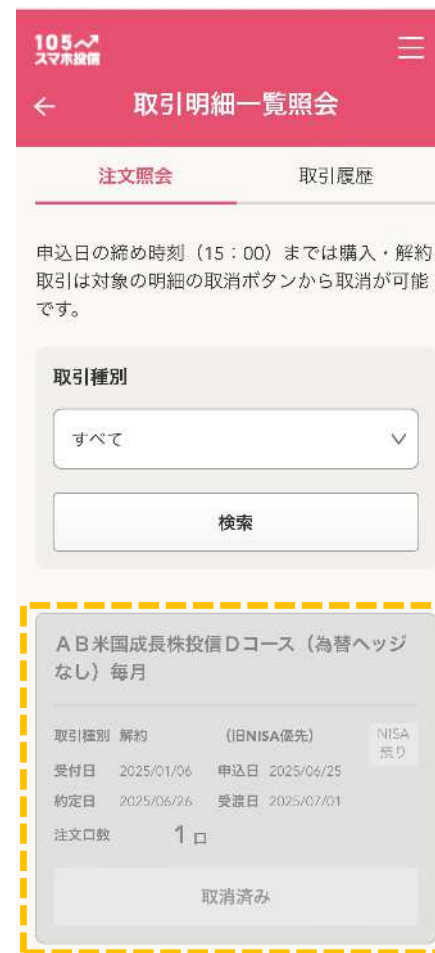 105
スマホ投信
取引明細一覧照会
注文照会 取引履歴
申込日の締め時刻（15：00）までは購入・解約
取引は対象の明細の取消ボタンから取消が可能
です。
取引種別
すべて
検索
ＡＢ米国成長株投信Ｄコース（為替ヘッジ
なし）毎月
取引種別 解約 （旧NISA優先） NISA
預り
受付日 2025/01/06 申込日 2025/06/25
約定日 2025/06/26 受渡日 2025/07/01
注文口数 1 口
取消済み